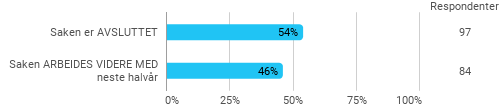 Respondenter
Saken er AVSLUTTET 54% 97
Saken ARBEIDES VIDERE MED
neste halvår 46% 84
0% 25% 50% 75% 100%